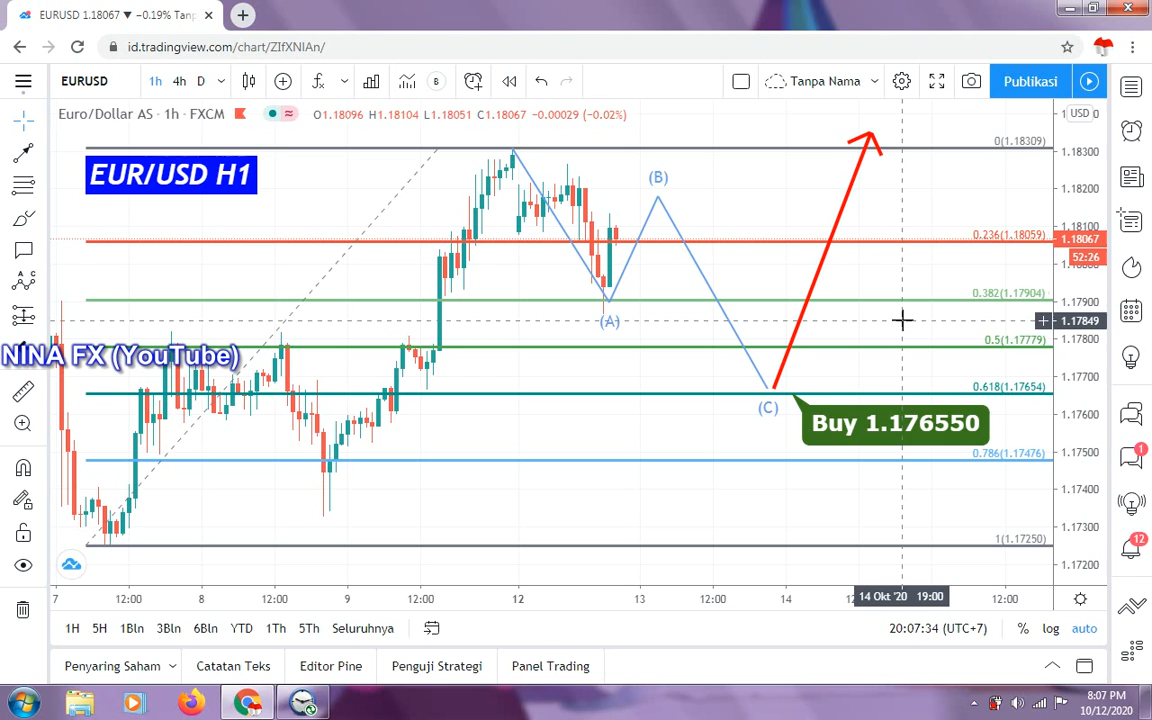 EURUSD 1.18067 ▼ −0.19% Tanp
id.tradingview.com/chart/ZIfXNIAn/
EURUSD 1h 4h D B Tanpa Nama Publikasi
Euro/Dollar AS · 1h · FXCM O1.18096 H1.18104 L1.18051 C1.18067 −0.00029 (−0.02%)
USD
EUR/USD H1
0(1.18309)
1.18300
(B)
1.18200
1.18100
0.236(1.18059)
1.18067
52:26
0.382(1.17904)
1.17900
(A)
1.17849
0.5(1.17779)
1.17800
NINA FX (YouTube)
1.17700
0.618(1.17654)
(C)
1.17600
Buy 1.176550
0.786(1.17476)
1.17500
1.17400
1.17300
1(1.17250)
1.17200
7 12:00 8 12:00 9 12:00 12 12:00 13 12:00 14 14 Okt '20 19:00 12:00
1H 5H 1Bln 3Bln 6Bln YTD 1Th 5Th Seluruhnya 20:07:34 (UTC+7) % log auto
Penyaring Saham Catatan Teks Editor Pine Penguji Strategi Panel Trading
1
12
8:07 PM
10/12/2020